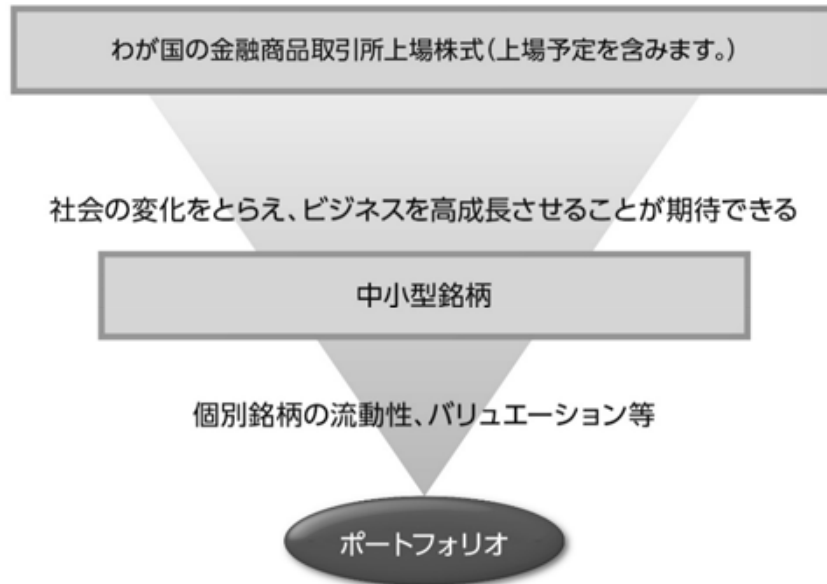 わが国の金融商品取引所上場株式(上場予定を含みます。)
社会の変化をとらえ、ビジネスを高成長させることが期待できる
中小型銘柄
個別銘柄の流動性、バリュエーション等
ポートフォリオ